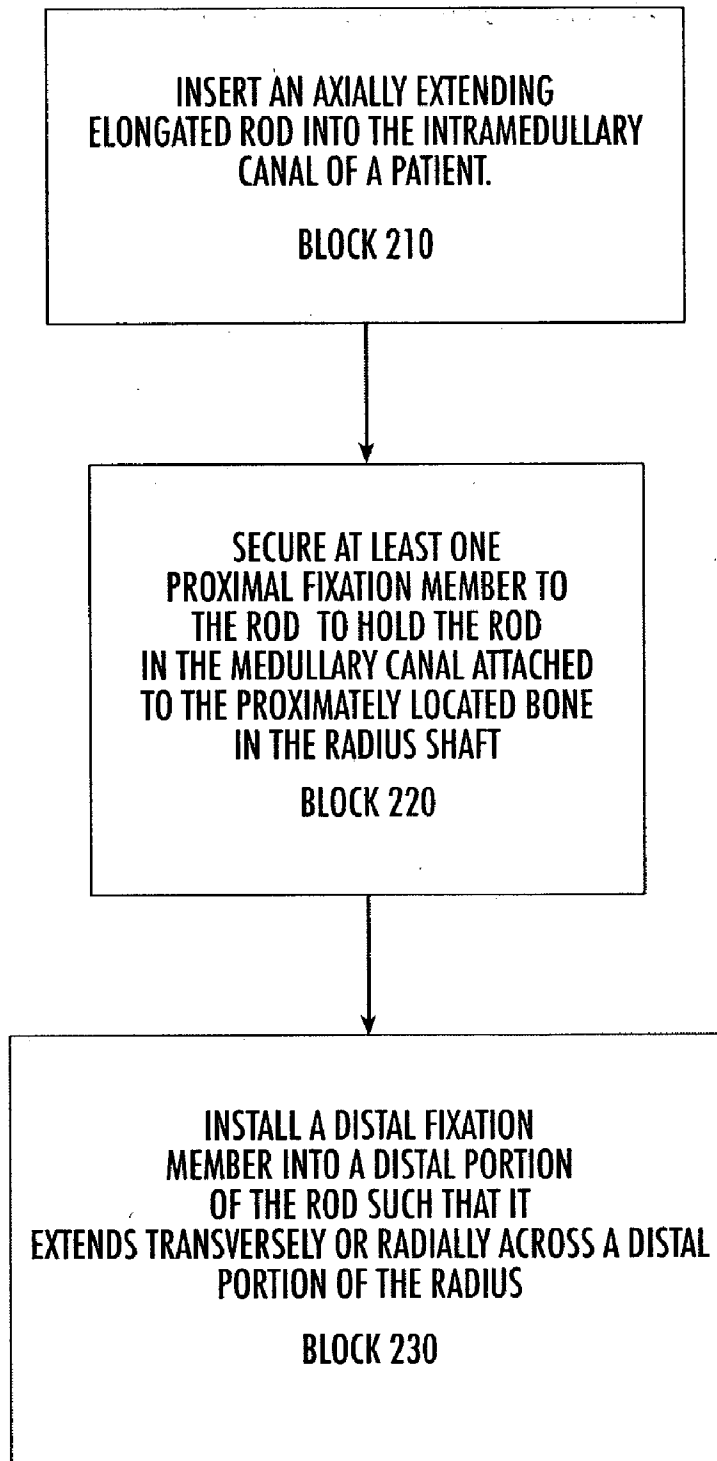 INSERT AN AXIALLY EXTENDING
ELONGATED ROD INTO THE INTRAMEDULLARY
CANAL OF A PATIENT.
BLOCK 210
SECURE AT LEAST ONE
PROXIMAL FIXATION MEMBER TO
THE ROD TO HOLD THE ROD
IN THE MEDULLARY CANAL ATTACHED
TO THE PROXIMATELY LOCATED BONE
IN THE RADIUS SHAFT
BLOCK 220
INSTALL A DISTAL FIXATION
MEMBER INTO A DISTAL PORTION
OF THE ROD SUCH THAT IT
EXTENDS TRANSVERSELY OR RADIALLY ACROSS A DISTAL
PORTION OF THE RADIUS
BLOCK 230